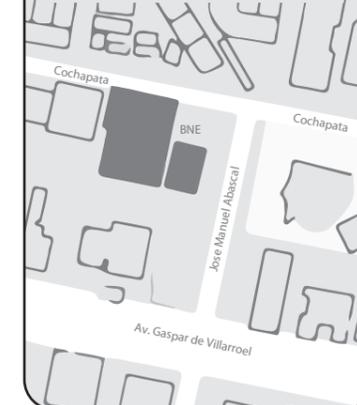 Cochapata
Cochapata
BNE
Jose Manuel Abascal
Av. Gaspar de Villarroel